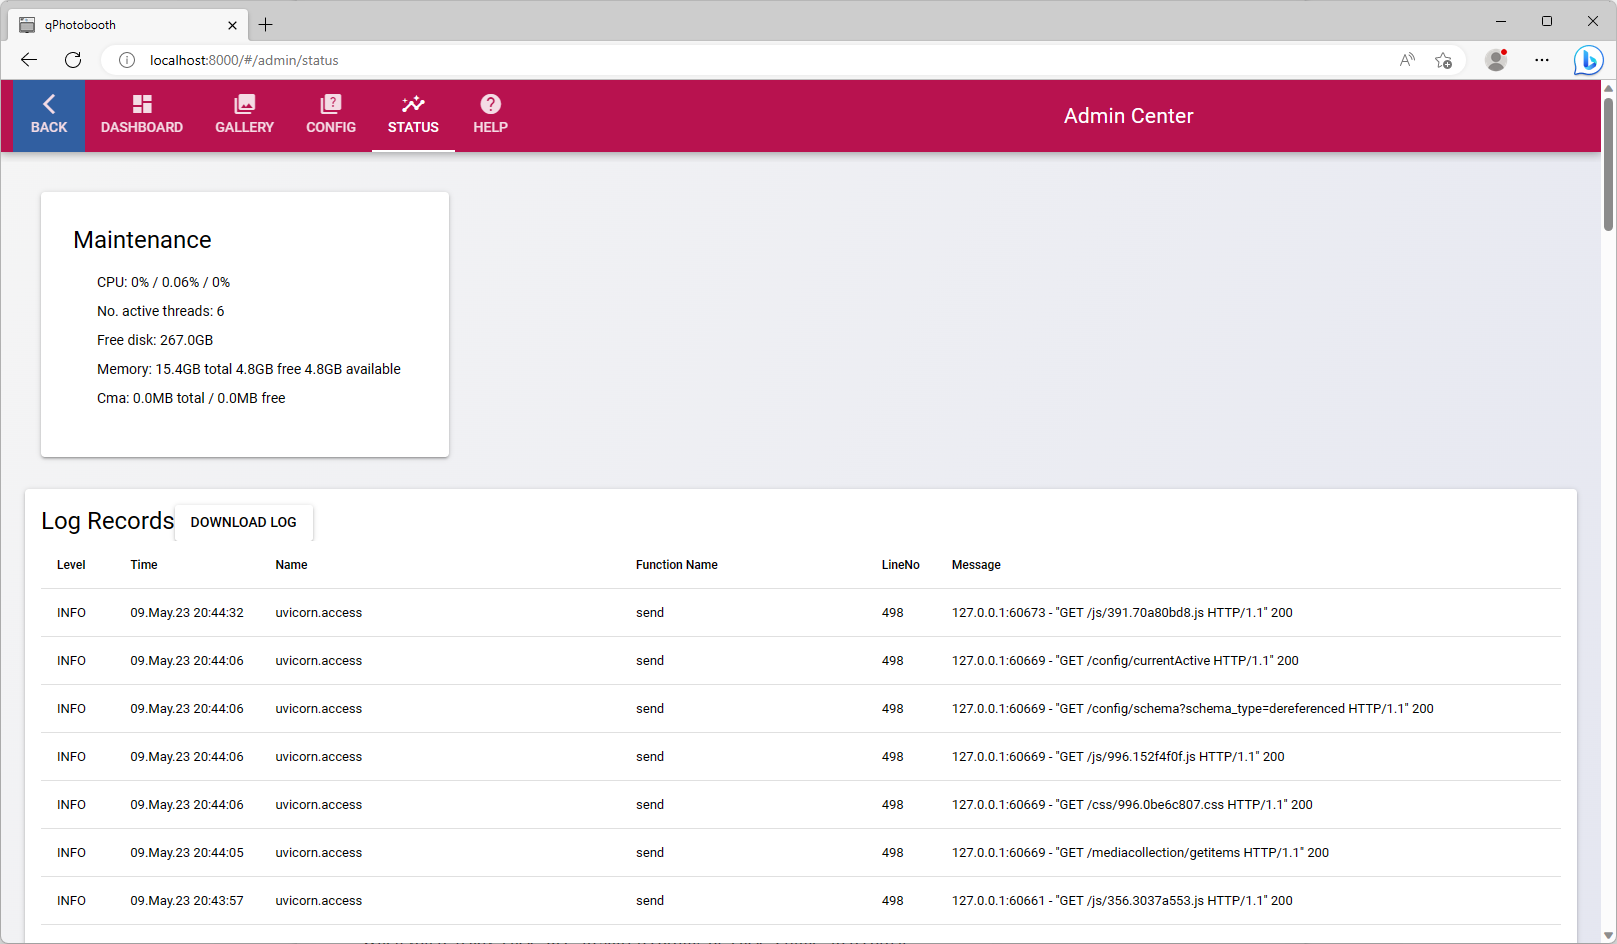 qPhotobooth
localhost:8000/#/admin/status
BACK
DASHBOARD
GALLERY
CONFIG
STATUS
HELP
Admin Center
Maintenance
CPU: 0% / 0.06% / 0%
No. active threads: 6
Free disk: 267.0GB
Memory: 15.4GB total 4.8GB free 4.8GB available
Cma: 0.0MB total / 0.0MB free
Log Records DOWNLOAD LOG
Level Time Name Function Name LineNo Message
INFO 09.May.23 20:44:32 uvicorn.access send 498 127.0.0.1:60673 - "GET /js/391.70a80bd8.js HTTP/1.1" 200
INFO 09.May.23 20:44:06 uvicorn.access send 498 127.0.0.1:60669 - "GET /config/currentActive HTTP/1.1" 200
INFO 09.May.23 20:44:06 uvicorn.access send 498 127.0.0.1:60669 - "GET /config/schema?schema_type=dereferenced HTTP/1.1" 200
INFO 09.May.23 20:44:06 uvicorn.access send 498 127.0.0.1:60669 - "GET /js/996.152f4f0f.js HTTP/1.1" 200
INFO 09.May.23 20:44:06 uvicorn.access send 498 127.0.0.1:60669 - "GET /css/996.0be6c807.css HTTP/1.1" 200
INFO 09.May.23 20:44:05 uvicorn.access send 498 127.0.0.1:60669 - "GET /mediacollection/getitems HTTP/1.1" 200
INFO 09.May.23 20:43:57 uvicorn.access send 498 127.0.0.1:60661 - "GET /js/356.3037a553.js HTTP/1.1" 200